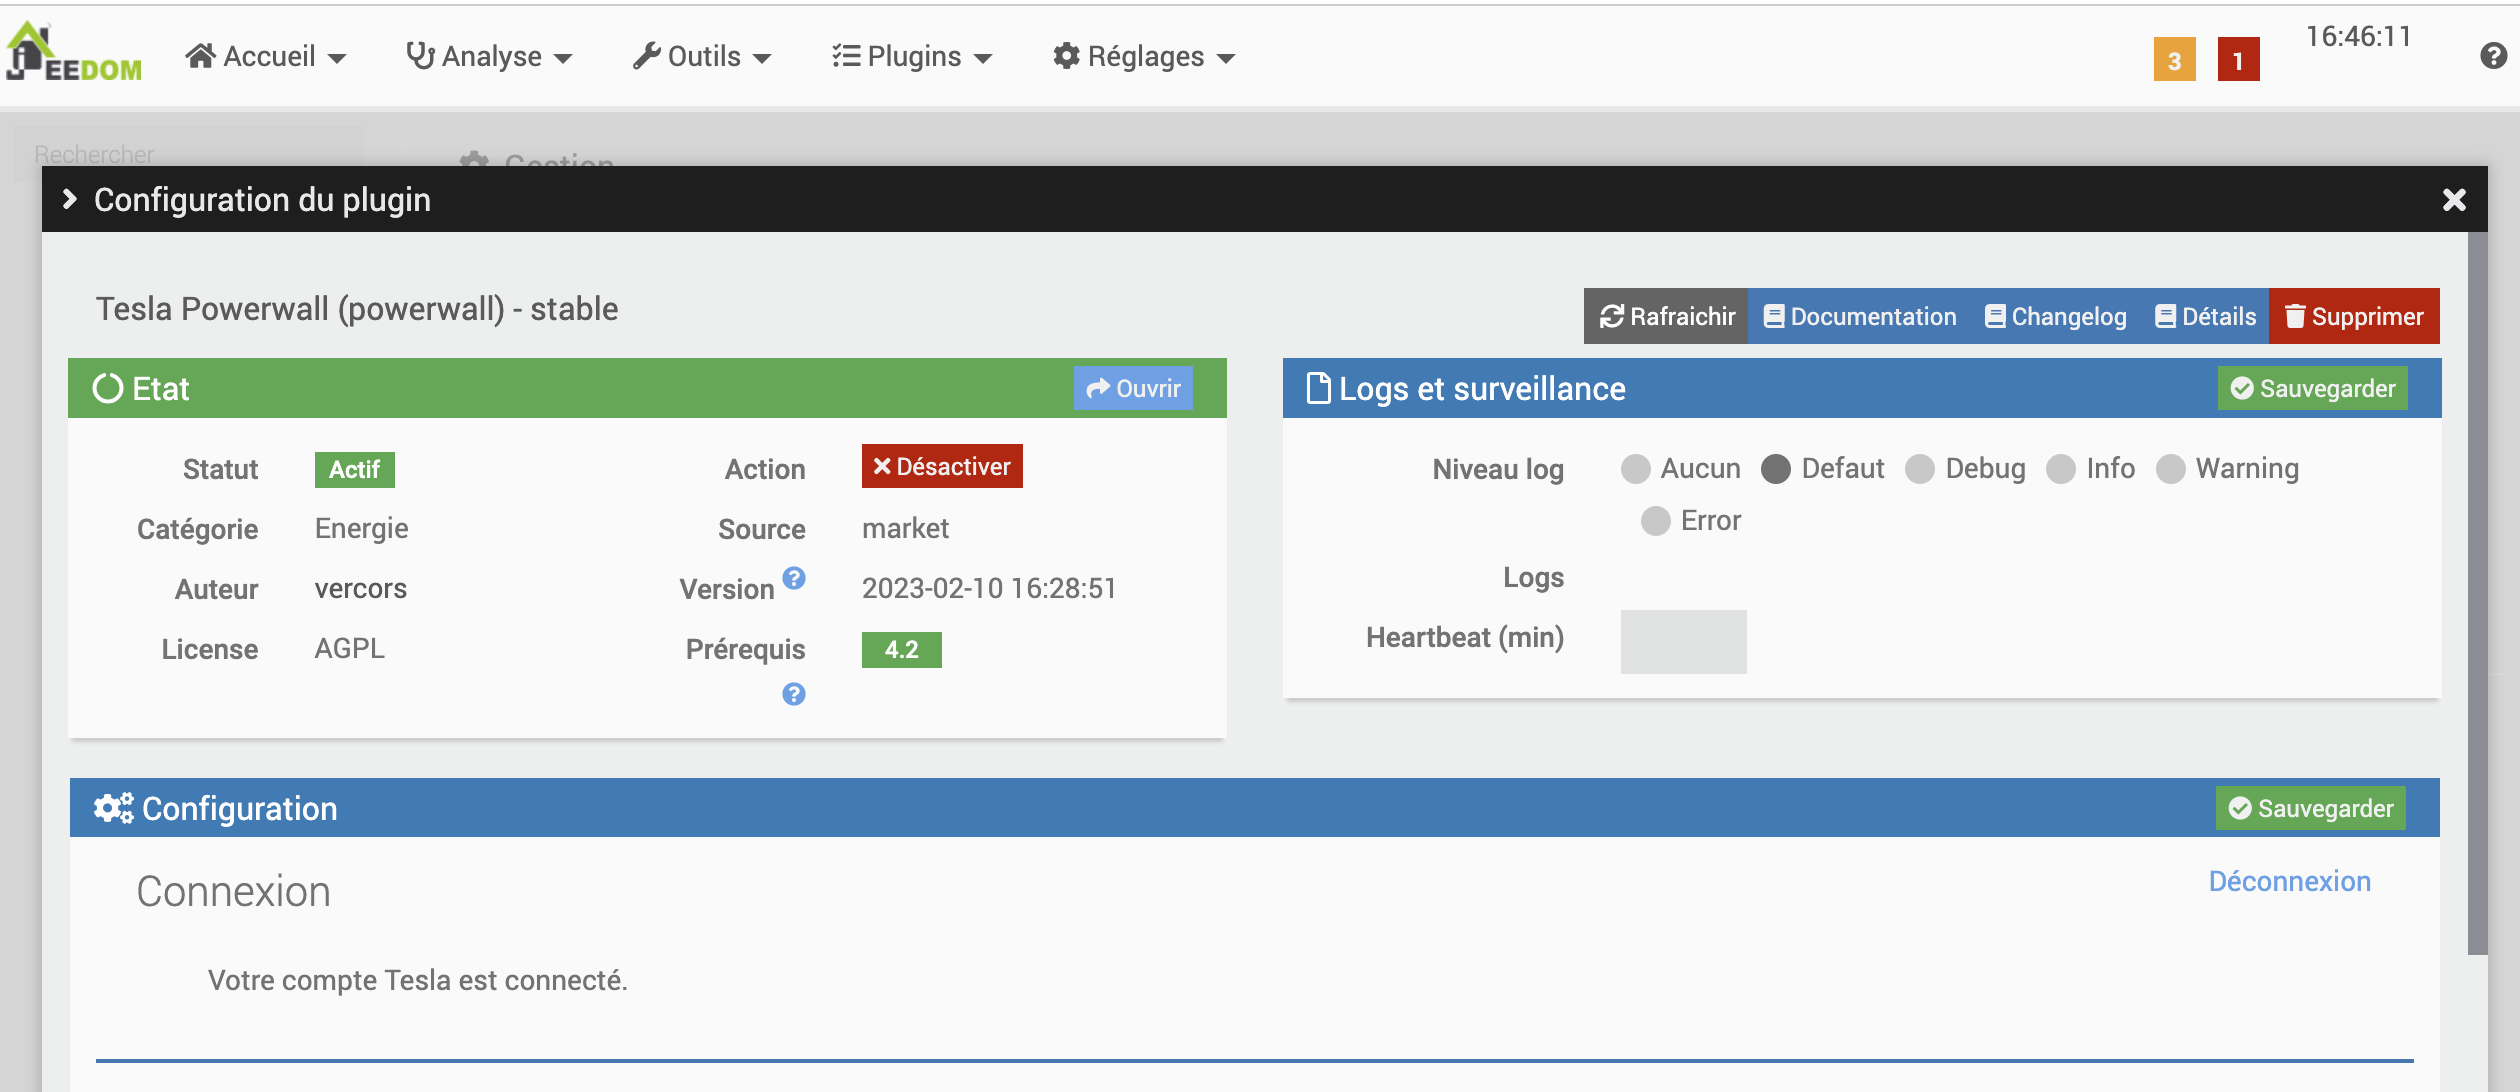 JEEDOM Accueil Analyse Outils Plugins Réglages 3 1 16:46:11 ?
Rechercher
Gestion
Configuration du plugin
Tesla Powerwall (powerwall) - stable
Rafraichir Documentation Changelog Détails Supprimer
Etat Ouvrir
Statut Actif Action Désactiver
Catégorie Energie Source market
Auteur vercors Version ? 2023-02-10 16:28:51
License AGPL Prérequis 4.2
?
Logs et surveillance Sauvegarder
Niveau log Aucun Defaut Debug Info Warning
Error
Logs
Heartbeat (min)
Configuration Sauvegarder
Connexion Déconnexion
Votre compte Tesla est connecté.